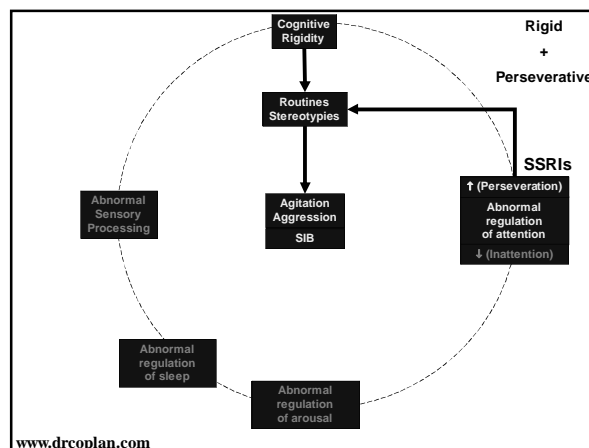 Cognitive
Rigidity
Rigid
+
Perseverative
Routines
Stereotypies
SSRIs
↑ (Perseveration)
Abnormal
regulation
of attention
↓ (Inattention)
Abnormal
Sensory
Processing
Agitation
Aggression
SIB
Abnormal
regulation
of sleep
Abnormal
regulation
of arousal
www.drcoplan.com